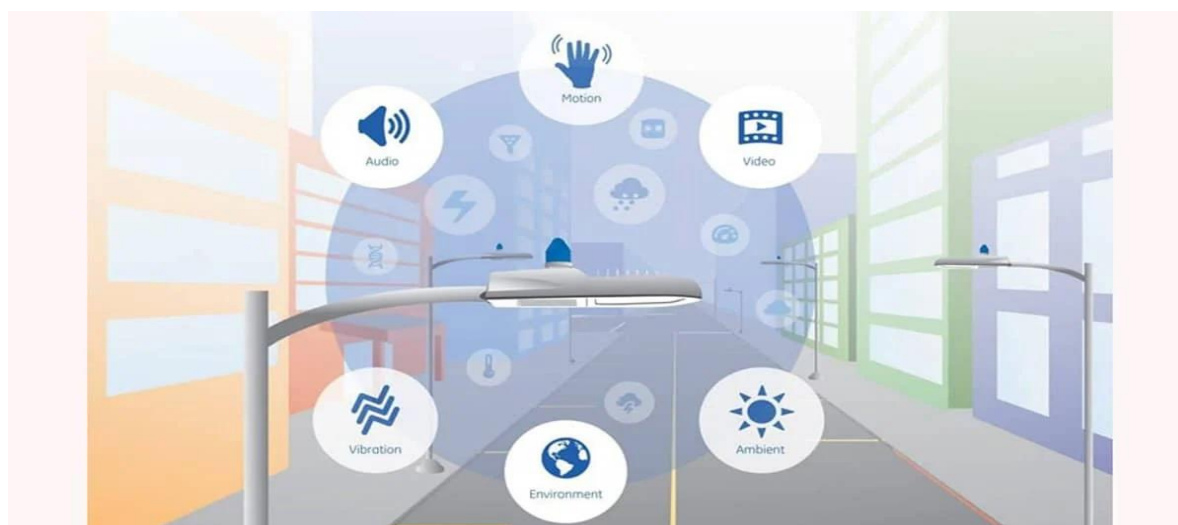 Motion
Audio
Video
Vibration
Ambient
Environment